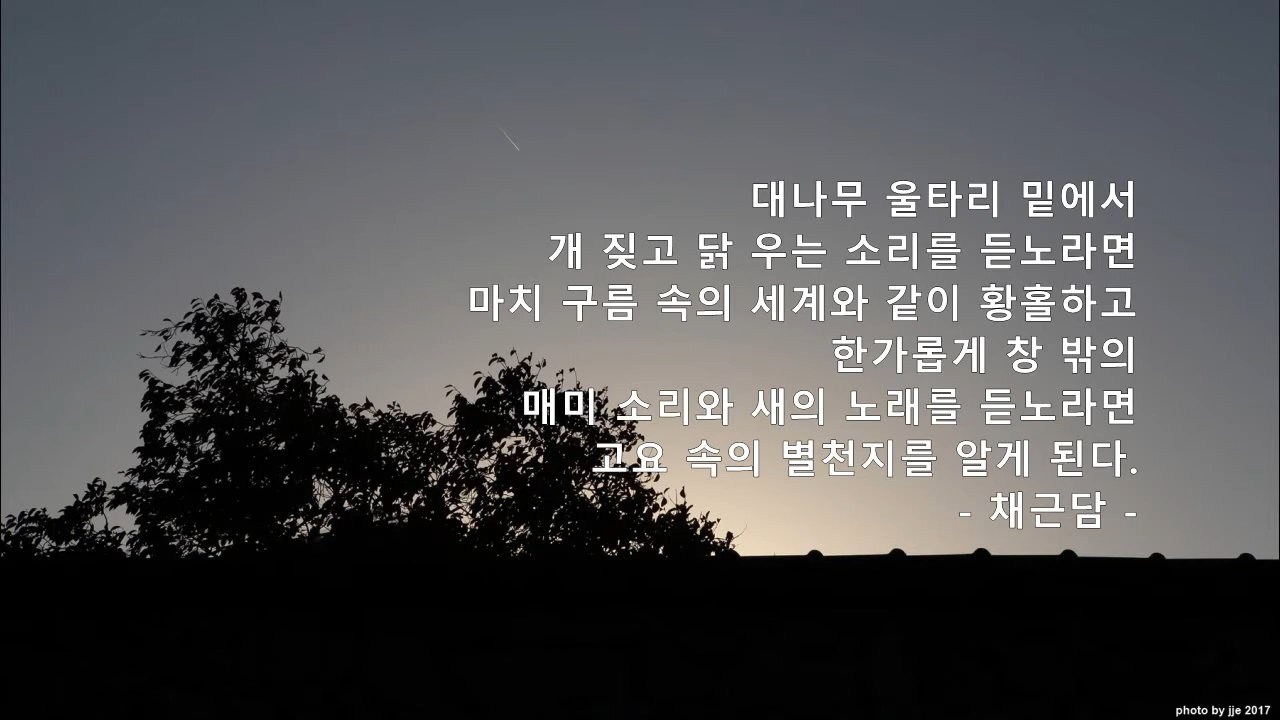 대나무 울타리 밑에서
개 짖고 닭 우는 소리를 듣노라면
마치 구름 속의 세계와 같이 황홀하고
한가롭게 창 밖의
매미 소리와 새의 노래를 듣노라면
고요 속의 별천지를 알게 된다.
- 채근담 -
photo by jje 2017